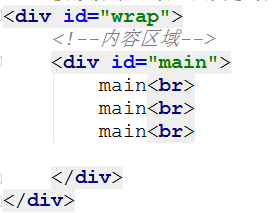 <div id="wrap">
    <!--内容区域-->
    <div id="main">
        main<br>
        main<br>
        main<br>

    </div>
</div>